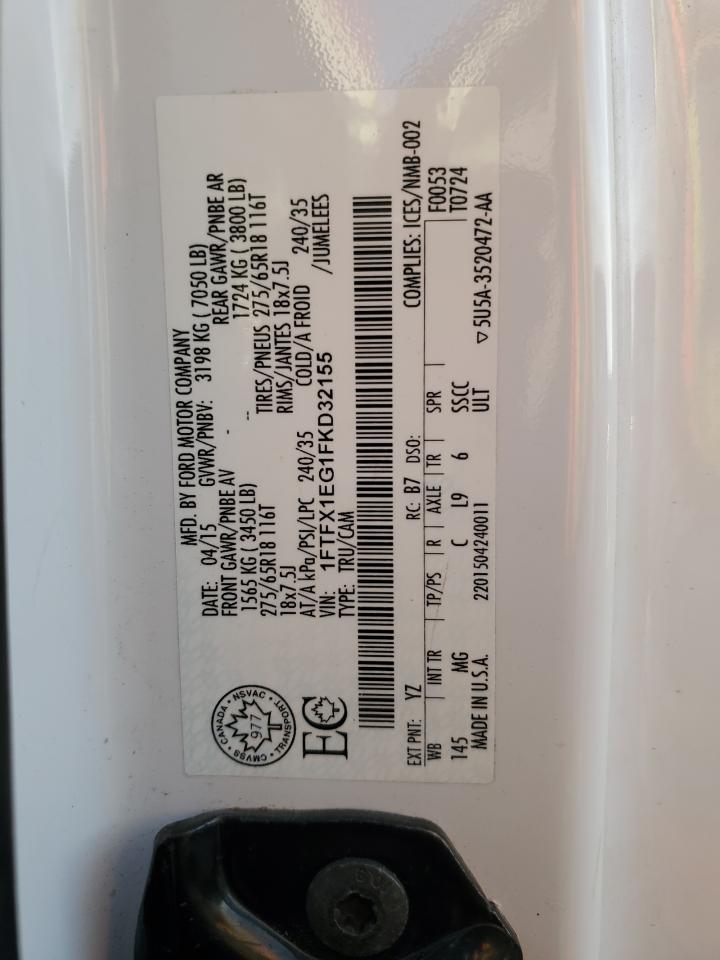 MFD. BY FORD MOTOR COMPANY
DATE: 04/15 GVWR/PNBV: 3198 KG ( 7050 LB)
FRONT GAWR/PNBE AV REAR GAWR/PNBE AR
1565 KG ( 3450 LB) 1724 KG ( 3800 LB)
275/65R18 116T TIRES/PNEUS 275/65R18 116T
18x7.5J RIMS/JANTES 18x7.5J
AT/A kPa/PSI/LPC 240/35 COLD/A FROID 240/35
VIN: 1FTFX1EG1FKD32155 /JUMELEES
TYPE: TRU/CAM
CANADA · NSVAC · TRANSPORT · CMVSS
977
EC
EXT PNT: YZ RC: B7 DSO: COMPLIES: ICES/NMB-002
WB INT TR TP/PS R AXLE TR SPR F0053
T0724
145 MG C L9 6 SSCC
MADE IN U.S.A. 2201504240011 ULT ▽5U5A-3520472-AA